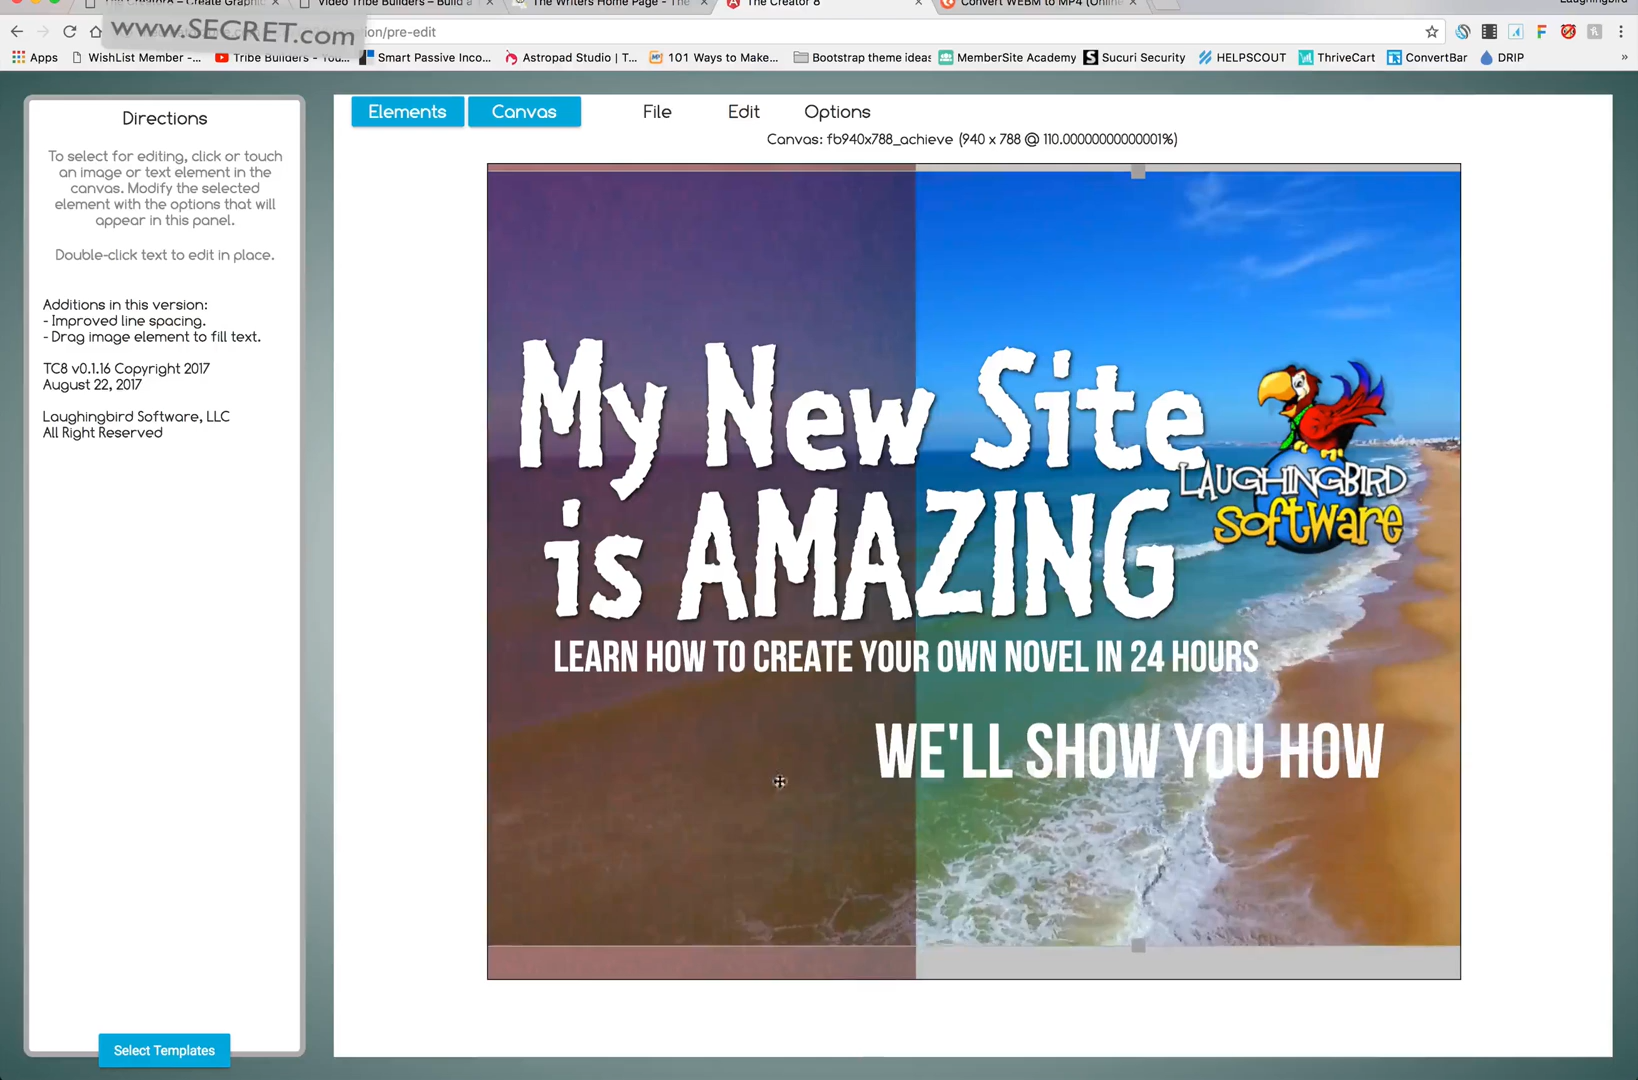 Video Tribe Builders – Build a
The Writers Home Page - The
The Creator 8
Convert WEBM to MP4 (Online
Laughingbird
www.SECRET.com
/pre-edit
Apps
WishList Member -...
Tribe Builders - You...
Smart Passive Inco...
Astropad Studio | T...
101 Ways to Make...
Bootstrap theme ideas
MemberSite Academy
Sucuri Security
HELPSCOUT
ThriveCart
ConvertBar
DRIP
»
Directions
To select for editing, click or touch
an image or text element in the
canvas. Modify the selected
element with the options that will
appear in this panel.
Double-click text to edit in place.
Additions in this version:
- Improved line spacing.
- Drag image element to fill text.
TC8 v0.1.16 Copyright 2017
August 22, 2017
Laughingbird Software, LLC
All Right Reserved
Select Templates
Elements
Canvas
File
Edit
Options
Canvas: fb940x788_achieve (940 x 788 @ 110.00000000000001%)
My New Site
is AMAZING
LAUGHINGBIRD
software
LEARN HOW TO CREATE YOUR OWN NOVEL IN 24 HOURS
WE'LL SHOW YOU HOW